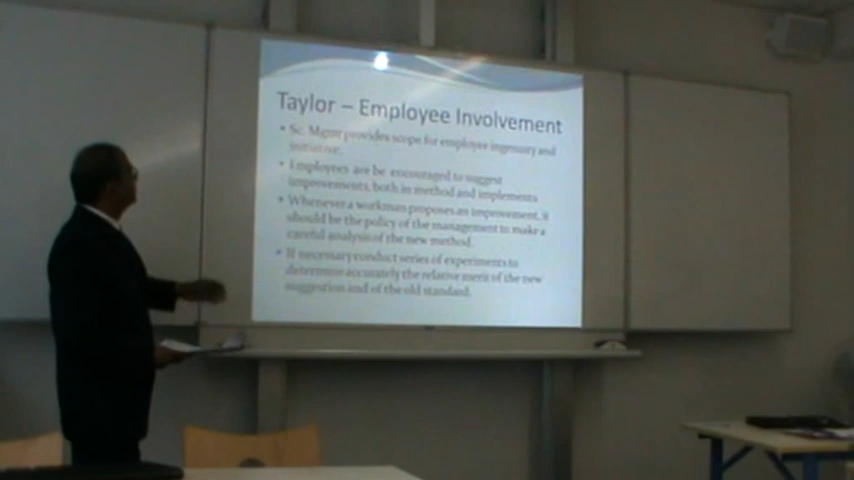 Taylor – Employee Involvement
• Sc. Mgmt provides scope for employee ingenuity and
initiative.
• Employees are be encouraged to suggest
improvements, both in method and implements
• Whenever a workman proposes an improvement, it
should be the policy of the management to make a
careful analysis of the new method.
• If necessary conduct series of experiments to
determine accurately the relative merit of the new
suggestion and of the old standard.